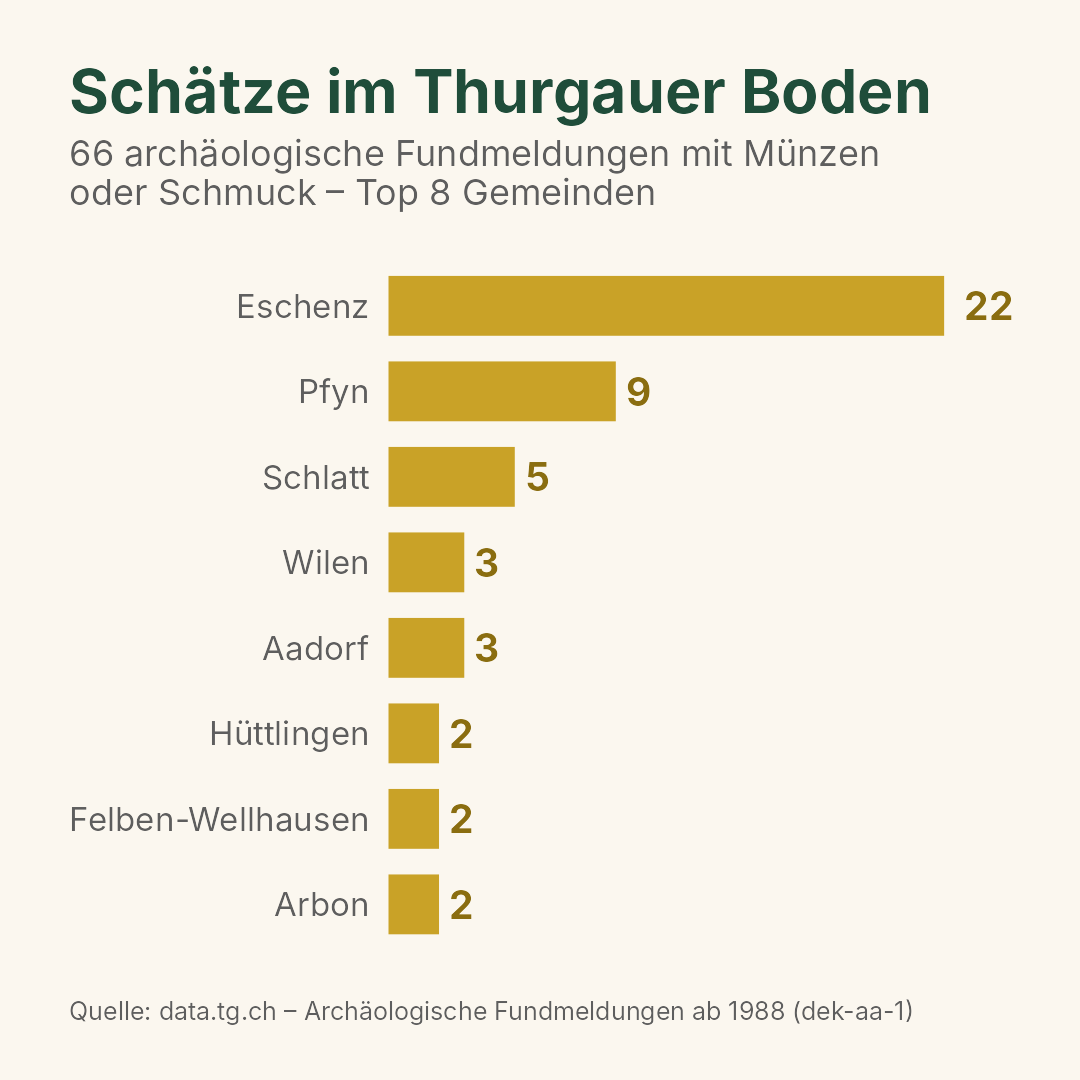 Schätze im Thurgauer Boden
66 archäologische Fundmeldungen mit Münzen
oder Schmuck – Top 8 Gemeinden
Eschenz 22
Pfyn 9
Schlatt 5
Wilen 3
Aadorf 3
Hüttlingen 2
Felben-Wellhausen 2
Arbon 2
Quelle: data.tg.ch – Archäologische Fundmeldungen ab 1988 (dek-aa-1)